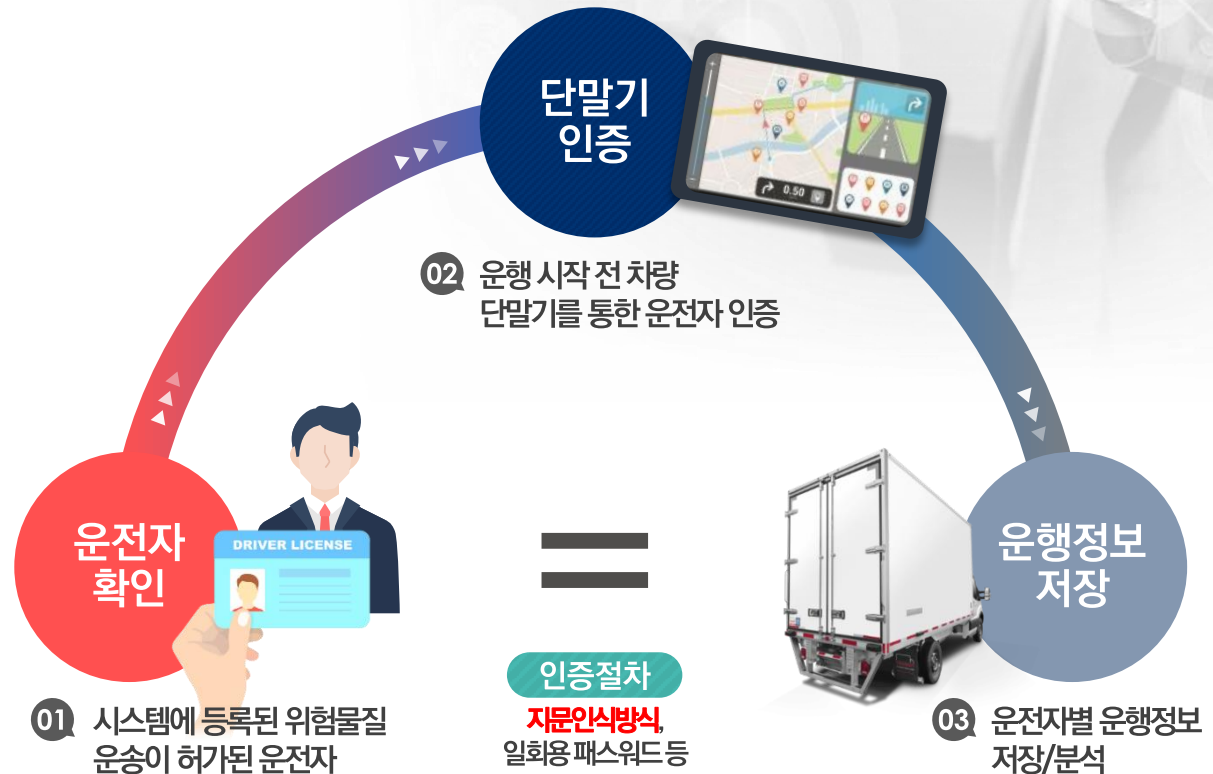 단말기
인증
0.50
02 운행 시작 전 차량
단말기를 통한 운전자 인증
운전자
확인
DRIVER LICENSE
01 시스템에 등록된 위험물질
운송이 허가된 운전자
인증절차
지문인식방식,
일회용 패스워드 등
운행정보
저장
03 운전자별 운행정보
저장/분석